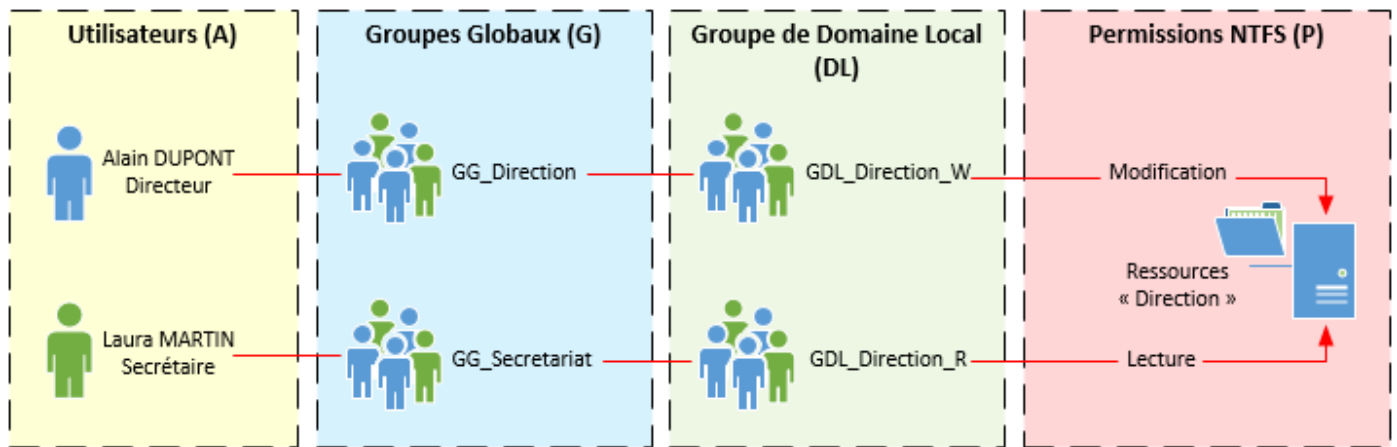 Utilisateurs (A)
Groupes Globaux (G)
Groupe de Domaine Local
(DL)
Permissions NTFS (P)
Alain DUPONT
Directeur
GG_Direction
GDL_Direction_W
Modification
Ressources
« Direction »
Laura MARTIN
Secrétaire
GG_Secretariat
GDL_Direction_R
Lecture